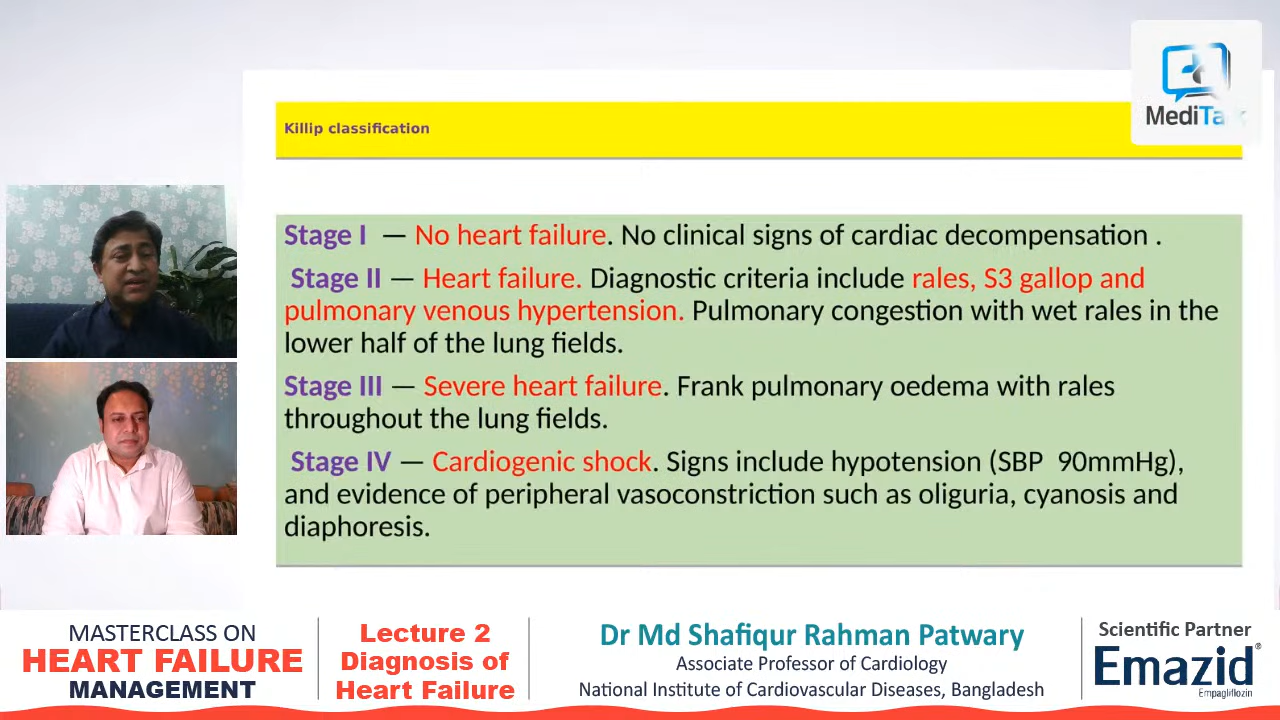 MediTalk
Killip classification
Stage I — No heart failure. No clinical signs of cardiac decompensation .
Stage II — Heart failure. Diagnostic criteria include rales, S3 gallop and
pulmonary venous hypertension. Pulmonary congestion with wet rales in the
lower half of the lung fields.
Stage III — Severe heart failure. Frank pulmonary oedema with rales
throughout the lung fields.
Stage IV — Cardiogenic shock. Signs include hypotension (SBP 90mmHg),
and evidence of peripheral vasoconstriction such as oliguria, cyanosis and
diaphoresis.
MASTERCLASS ON
HEART FAILURE
MANAGEMENT
Lecture 2
Diagnosis of
Heart Failure
Dr Md Shafiqur Rahman Patwary
Associate Professor of Cardiology
National Institute of Cardiovascular Diseases, Bangladesh
Scientific Partner
Emazid®
Empagliflozin